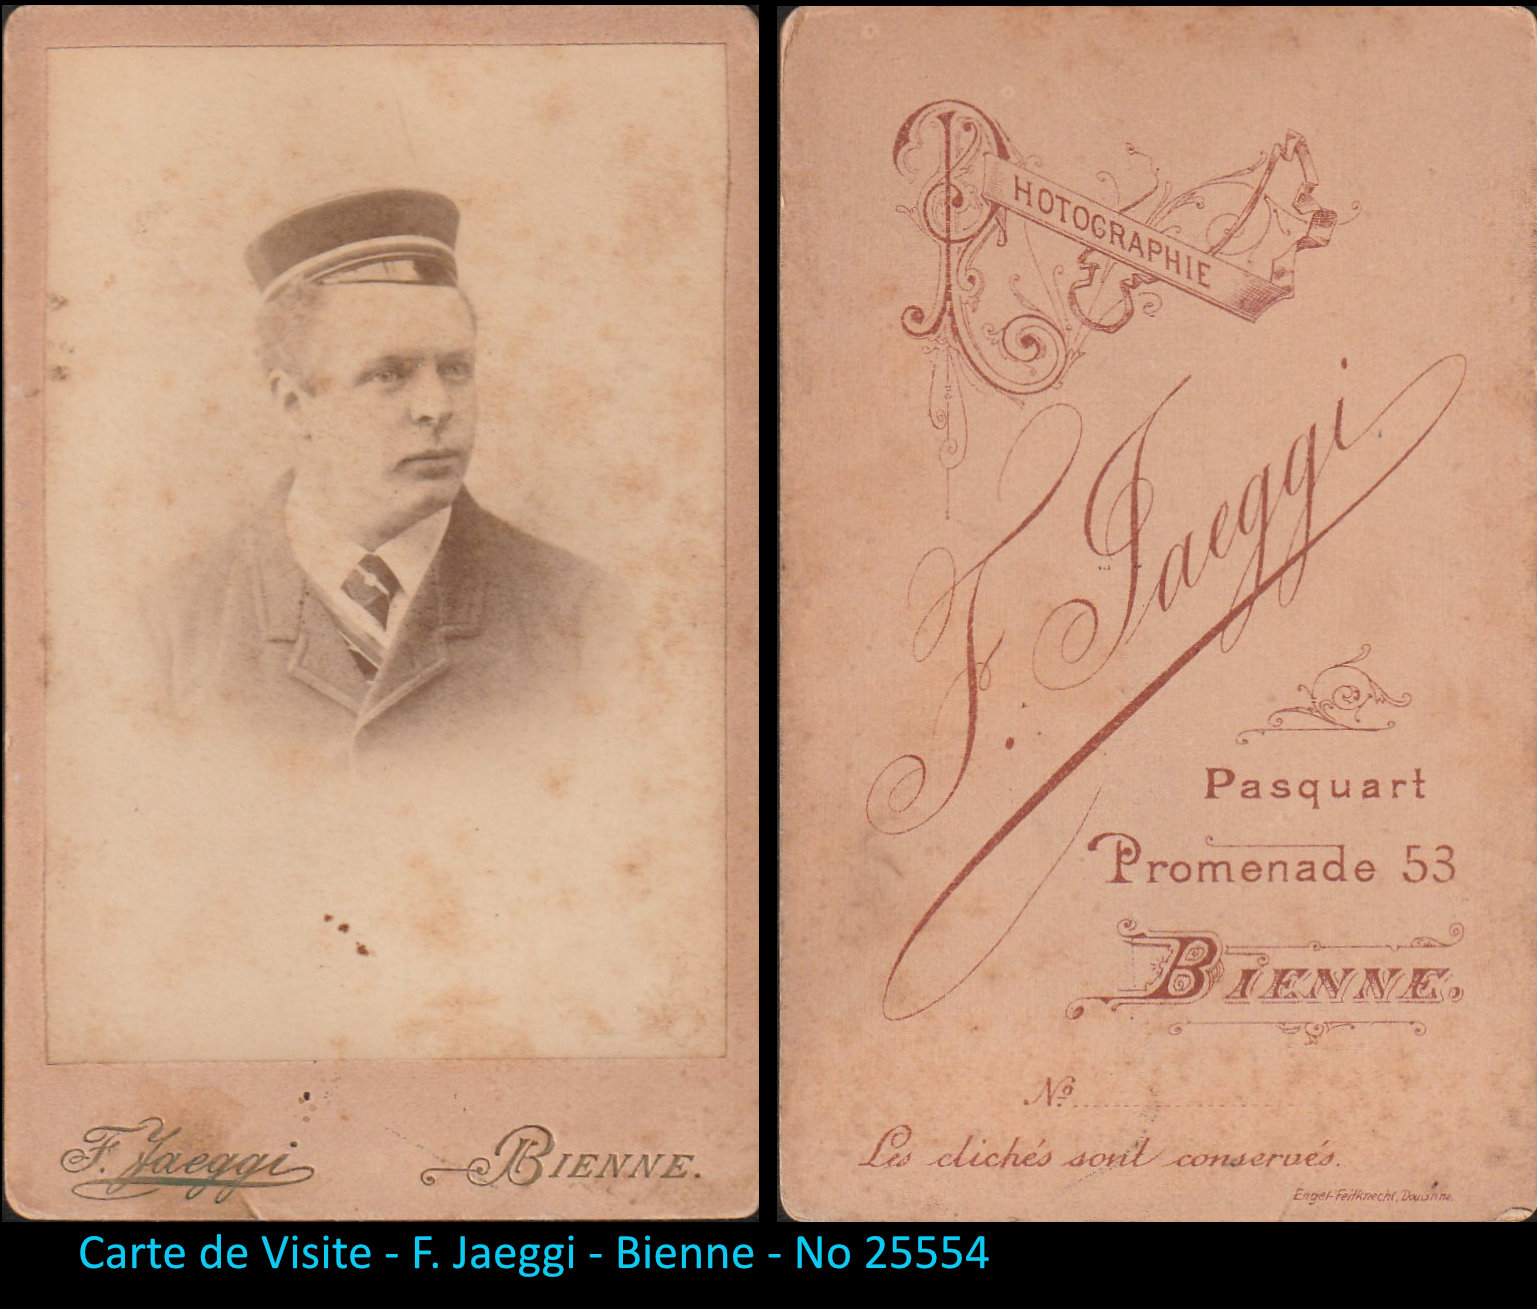 F. Jaeggi
BIENNE.
PHOTOGRAPHIE
F. Jaeggi
Pasquart
Promenade 53
BIENNE.
No
Les clichés sont conservés.
Engel-Feitknecht, Douanne.
Carte de Visite - F. Jaeggi - Bienne - No 25554